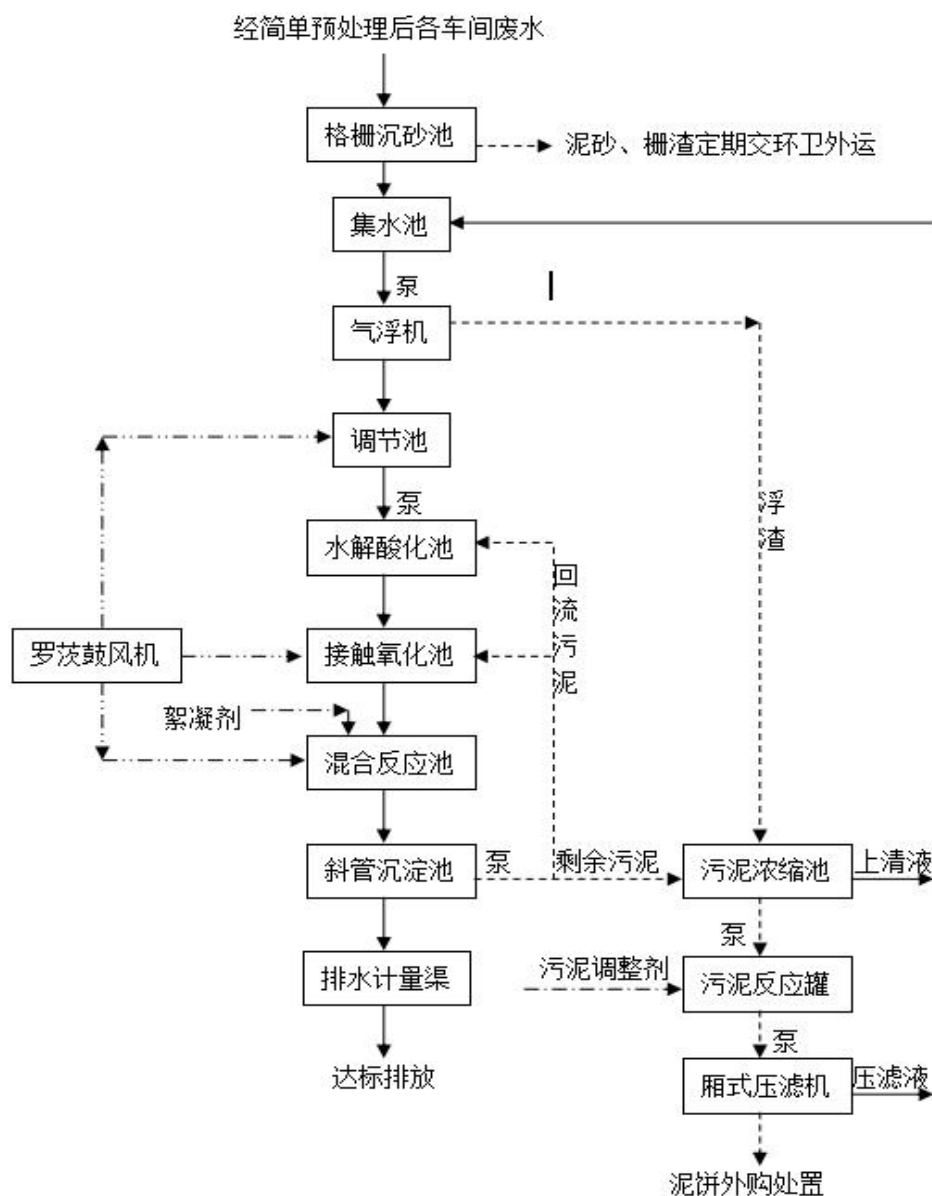 经简单预处理后各车间废水
格栅沉砂池
泥砂、栅渣定期交环卫外运
集水池
泵
气浮机
调节池
泵
浮渣
水解酸化池
回流污泥
罗茨鼓风机
接触氧化池
絮凝剂
混合反应池
斜管沉淀池
泵
剩余污泥
污泥浓缩池
上清液
泵
排水计量渠
污泥调整剂
污泥反应罐
泵
达标排放
厢式压滤机
压滤液
泥饼外购处置